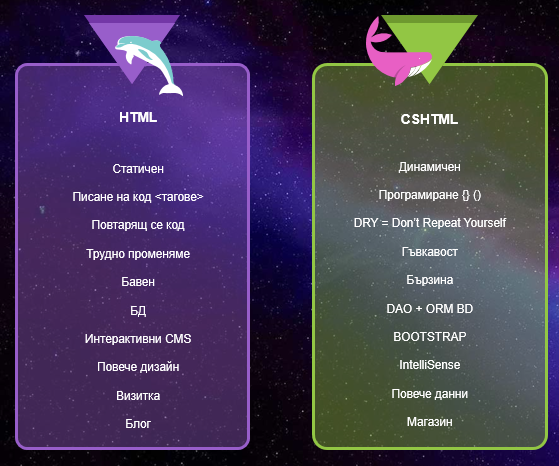 HTML
Статичен
Писане на код <тагове>
Повтарящ се код
Трудно променяме
Бавен
БД
Интерактивни CMS
Повече дизайн
Визитка
Блог
CSHTML
Динамичен
Програмиране {} ()
DRY = Don't Repeat Yourself
Гъвкавост
Бързина
DAO + ORM BD
BOOTSTRAP
IntelliSense
Повече данни
Магазин